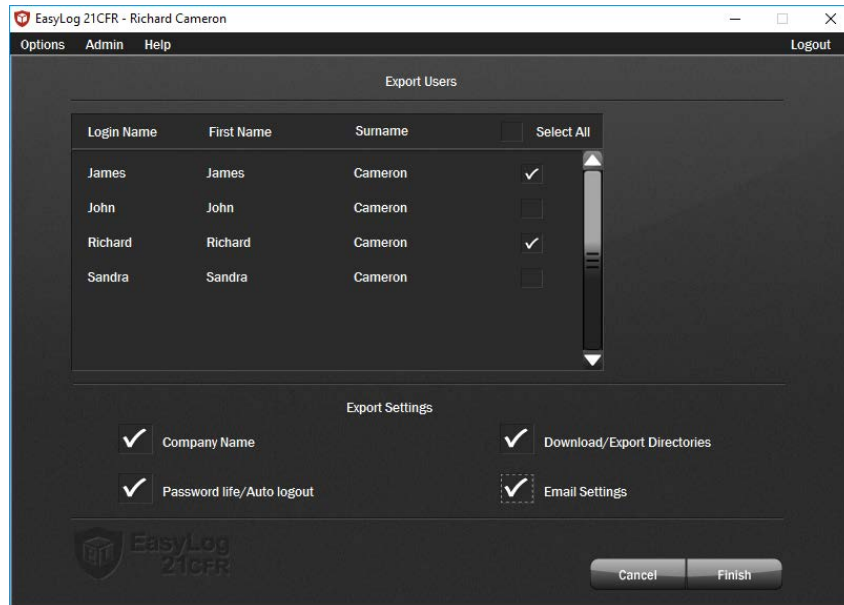 EasyLog 21CFR - Richard Cameron
Options Admin Help Logout
Export Users
Login Name First Name Surname Select All
James James Cameron
John John Cameron
Richard Richard Cameron
Sandra Sandra Cameron
Export Settings
Company Name Download/Export Directories
Password life/Auto logout Email Settings
EasyLog
21CFR
Cancel Finish